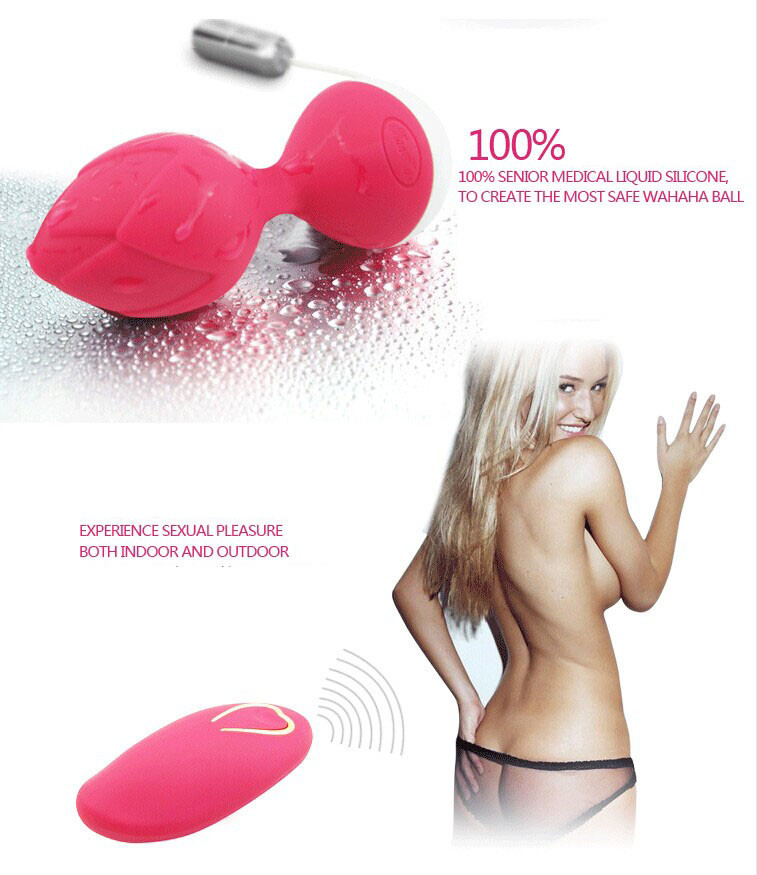 100%
100% SENIOR MEDICAL LIQUID SILICONE,
TO CREATE THE MOST SAFE WAHAHA BALL
EXPERIENCE SEXUAL PLEASURE
BOTH INDOOR AND OUTDOOR